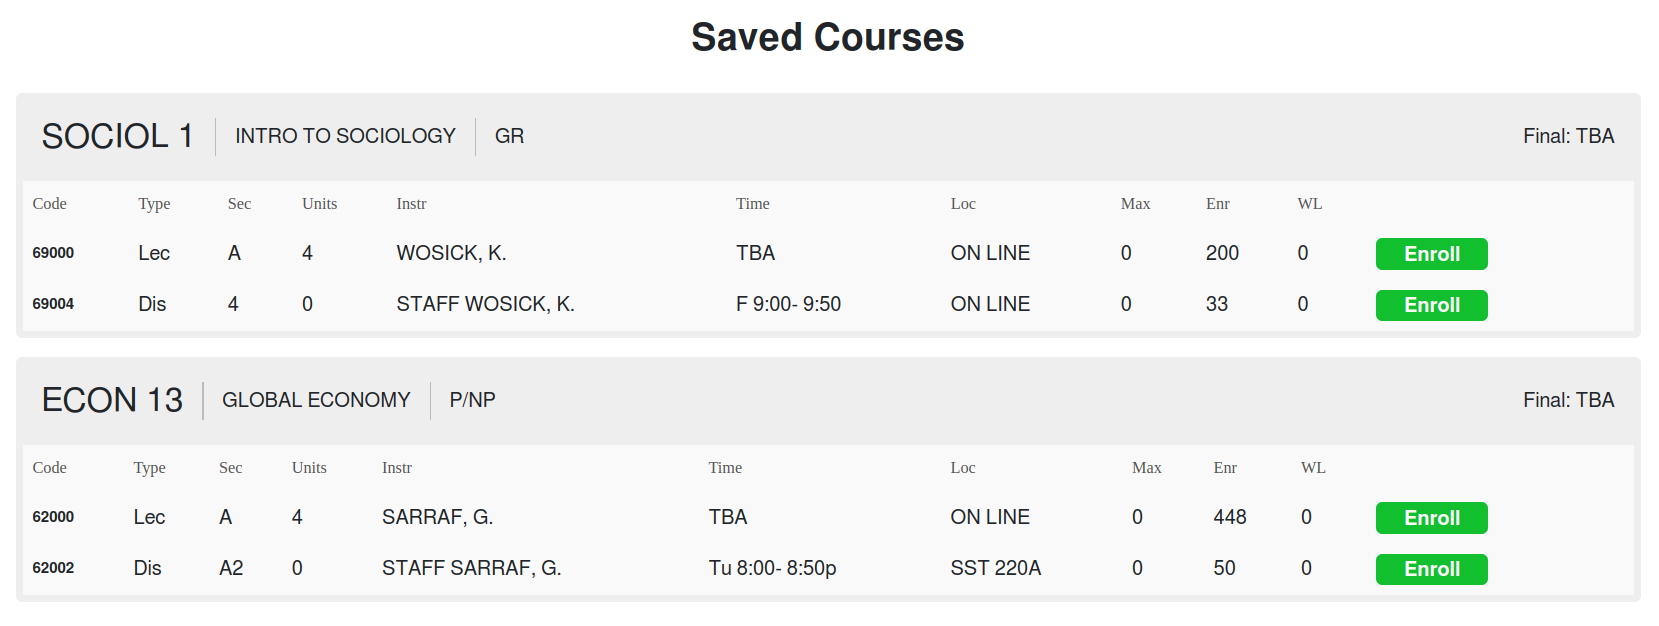 Saved Courses
SOCIOL 1 INTRO TO SOCIOLOGY GR Final: TBA
Code Type Sec Units Instr Time Loc Max Enr WL
69000 Lec A 4 WOSICK, K. TBA ON LINE 0 200 0 Enroll
69004 Dis 4 0 STAFF WOSICK, K. F 9:00- 9:50 ON LINE 0 33 0 Enroll
ECON 13 GLOBAL ECONOMY P/NP Final: TBA
Code Type Sec Units Instr Time Loc Max Enr WL
62000 Lec A 4 SARRAF, G. TBA ON LINE 0 448 0 Enroll
62002 Dis A2 0 STAFF SARRAF, G. Tu 8:00- 8:50p SST 220A 0 50 0 Enroll